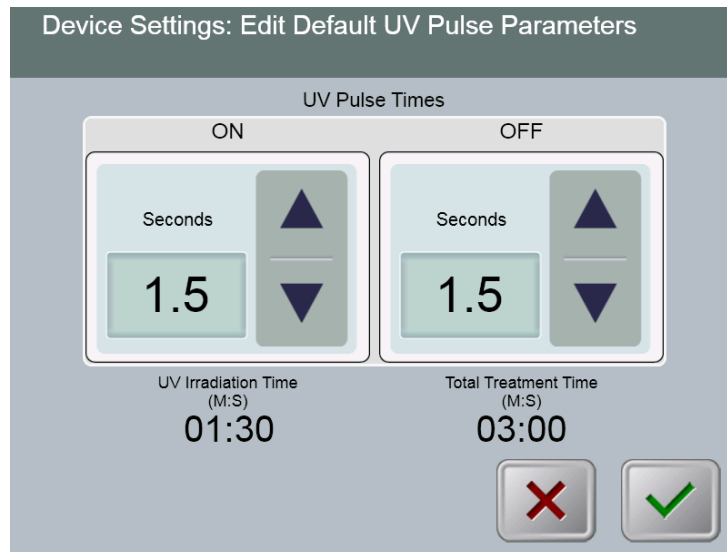 Device Settings: Edit Default UV Pulse Parameters
UV Pulse Times
ON
OFF
Seconds
1.5
Seconds
1.5
UV Irradiation Time
(M:S)
01:30
Total Treatment Time
(M:S)
03:00